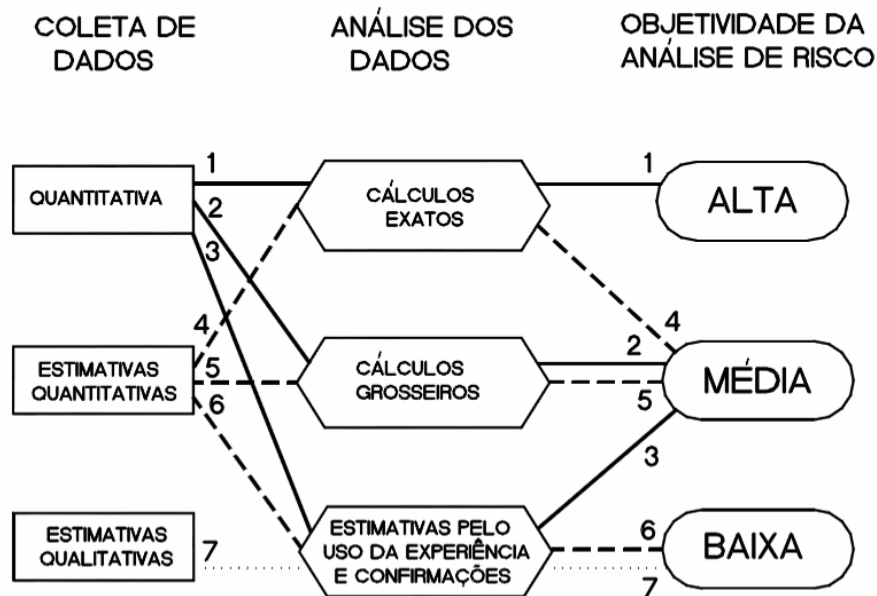 COLETA DE
DADOS
ANÁLISE DOS
DADOS
OBJETIVIDADE DA
ANÁLISE DE RISCO
1
1
QUANTITATIVA
2
3
CÁLCULOS
EXATOS
ALTA
4
4
ESTIMATIVAS
QUANTITATIVAS
5
6
CÁLCULOS
GROSSEIROS
2
5
MÉDIA
3
ESTIMATIVAS
QUALITATIVAS
7
ESTIMATIVAS PELO
USO DA EXPERIÊNCIA
E CONFIRMAÇÕES
6
7
BAIXA